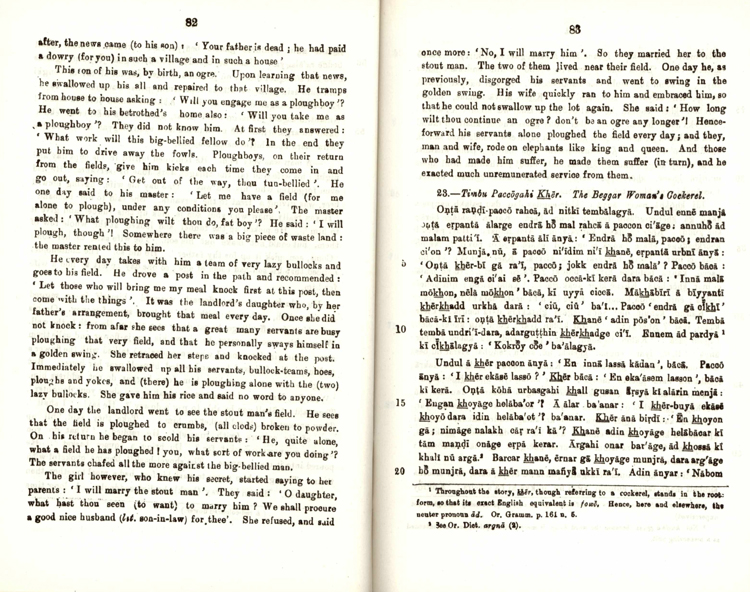 82
after, the news came (to his son) : ' Your father is dead ; he had paid
a dowry (for you) in such a village and in such a house '
This son of his was, by birth, an ogre. Upon learning that news,
he swallowed up his all and repaired to that village. He tramps
from house to house asking : ' Will you engage me as a ploughboy '?
He went to his betrothed's home also : ' Will you take me as
a ploughboy '? They did not know him. At first they answered :
' What work will this big-bellied fellow do '? In the end they
put him to drive away the fowls. Ploughboys, on their return
from the fields, give him kicks each time they come in and
go out, saying : ' Get out of the way, thou tun-bellied '. He
one day said to his master : ' Let me have a field (for me
alone to plough), under any conditions you please '. The master
asked : ' What ploughing wilt thou do, fat boy '? He said : ' I will
plough, though '! Somewhere there was a big piece of waste land :
the master rented this to him.
He every day takes with him a team of very lazy bullocks and
goes to his field. He drove a post in the path and recommended :
' Let those who will bring me my meal knock first at this post, then
come with the things '. It was the landlord's daughter who, by her
father's arrangement, brought that meal every day. Once she did
not knock : from afar she sees that a great many servants are busy
ploughing that very field, and that he personally sways himself in
a golden swing. She retraced her steps and knocked at the post.
Immediately he swallowed up all his servants, bullock-teams, hoes,
ploughs and yokes, and (there) he is ploughing alone with the (two)
lazy bullocks. She gave him his rice and said no word to anyone.
One day the landlord went to see the stout man's field. He sees
that the field is ploughed to crumbs, (all clods) broken to powder.
On his return he began to scold his servants : ' He, quite alone,
what a field he has ploughed ! you, what sort of work are you doing '?
The servants chafed all the more against the big-bellied man.
The girl however, who knew his secret, started saying to her
parents : ' I will marry the stout man '. They said : ' O daughter,
what hast thou seen (to want) to marry him ? We shall procure
a good nice husband (lit. son-in-law) for thee'. She refused, and said
83
once more : ' No, I will marry him '. So they married her to the
stout man. The two of them lived near their field. One day he, as
previously, disgorged his servants and went to swing in the
golden swing. His wife quickly ran to him and embraced him, so
that he could not swallow up the lot again. She said : ' How long
wilt thou continue an ogre ? don't be an ogre any longer '! Hence-
forward his servants alone ploughed the field every day ; and they,
man and wife, rode on elephants like king and queen. And those
who had made him suffer, he made them suffer (in turn), and he
exacted much unremunerated service from them.
23.—Timbu Paccōgahi Khēr. The Beggar Woman's Cockerel.
Oṇṭā raṇḍi-paccō rahcā, ād nitki tembālagyā. Undul ennē manjā
oṇṭā eṛpantā ālarge endrā hō̃ mal rahcā ā paccon ci'āge : annuhō̃ ād
malam patti'ī. Ā eṛpantā ālī ānyā : ' Endrā hō̃ malā, paccō ; endran
ci'on '? Munjā, nū, ā paccō nī'īdim nī'ī khanē, eṛpantā urbnī ānyā :
5 ' Oṇṭā khēr-bī gā ra'ī, paccō ; jokk endrā hō̃ malā' ? Paccō bācā :
' Adinim engā ci'ai sē '. Paccō occā-kī kerā darā bācā : ' Innā malā
mōkhon, nēlā mōkhon ' bācā, kī uyyā ciccā. Mākhābīrī ā bīyyantī
khērkhadd urkhā darā : ' ciũ, ciũ ' ba'ī... Paccō ' endrā gā cīkhī'
bācā-kī īrī : oṇṭā khērkhadd ra'ī. Khanē ' adin pōs'on ' bācā. Tembā
10 tembā undri'ī-dara, adarguṭṭhin khērkhadge ci'ī. Ennem ād pardyā ¹
kī cīkhālagyā : ' Kokrōy cōe ' ba'ālagyā.
Undul ā khēr paccon ānyā : ' En innā lassā kādan ', bācā. Paccō
ānyā : ' I khēr ekāsē lassō ? ' Khēr bācā : ' En eka'āsem lasson ', bācā
kī kerā. Oṇṭā kōhā urbasgahi khall gusan āṛsyā kī alārin menjā :
15 ' Engan khoyāge helāba'or '? Ā ālar ba'anar : ' I khēr-buyā ekāsē
khoyō darā idin helāba'ot '? ba'anar. Khēr ānā bīrdī : ' En khoyon
gā ; nimāge nalakh cāṛ ra'ī kā '? Khanē adin khoyāge helābācar kī
tām maṇḍi onāge eṛpā kerar. Āṛgahi onar bar'āge, ād khossā kī
khulī nū argā.² Barcar khanē, ērnar gā khoyāge munjrā, dara aṛg'āge
20 hō̃ munjrā, darā ā khēr mann maṅyā ukkī ra'ī. Adin ānyar : ' Nābom
¹ Throughout the story, khēr, though referring to a cockerel, stands in the root-
form, so that its exact English equivalent is fowl. Hence, here and elsewhere, the
neuter pronoun ād. Or. Gramm. p. 161 n. 6.
² See Or. Dict. argnā (2).